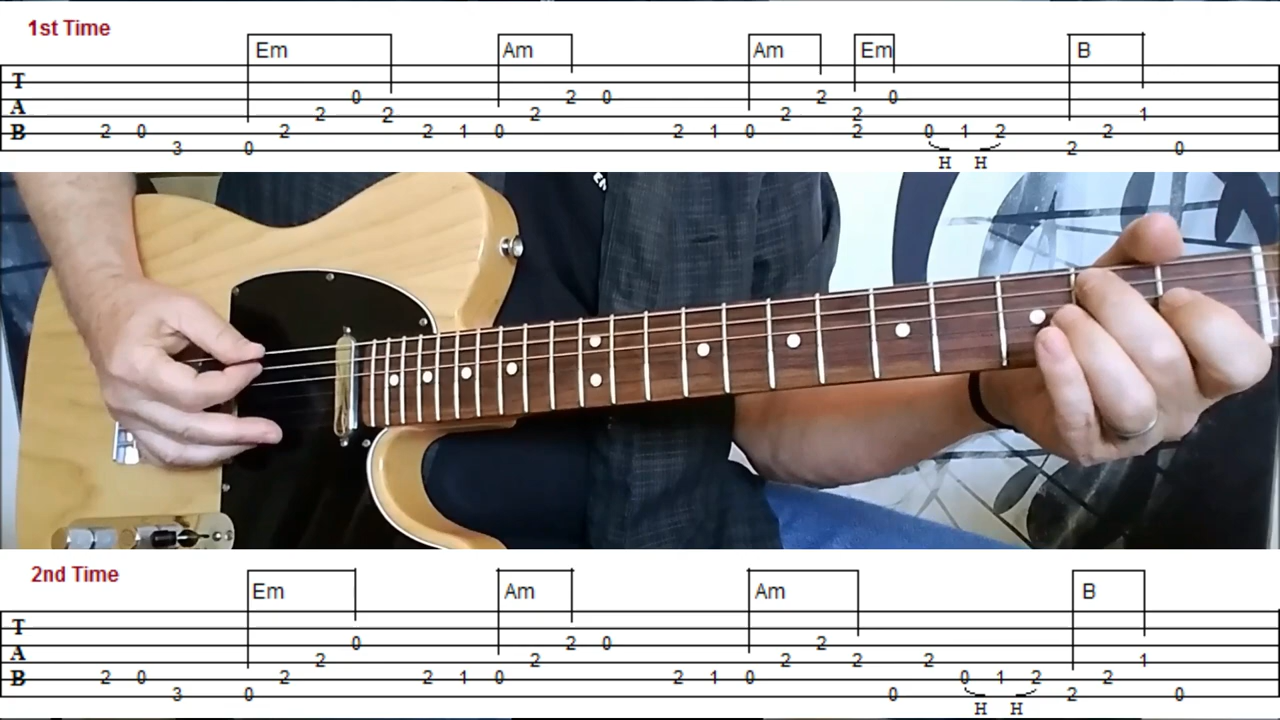 1st Time
Em Am Am Em B
T
0 2 0 2 0
A 2 2 2 2 2 1
B 2 0 2 2 1 0 2 1 0 2 0 1 2 2
3 0 2 0
H H
2nd Time
Em Am Am B
T
0 2 0 2
A 2 2 2 2 2 1
B 2 0 2 2 1 0 2 1 0 0 1 2 2
3 0 0 2 0
H H